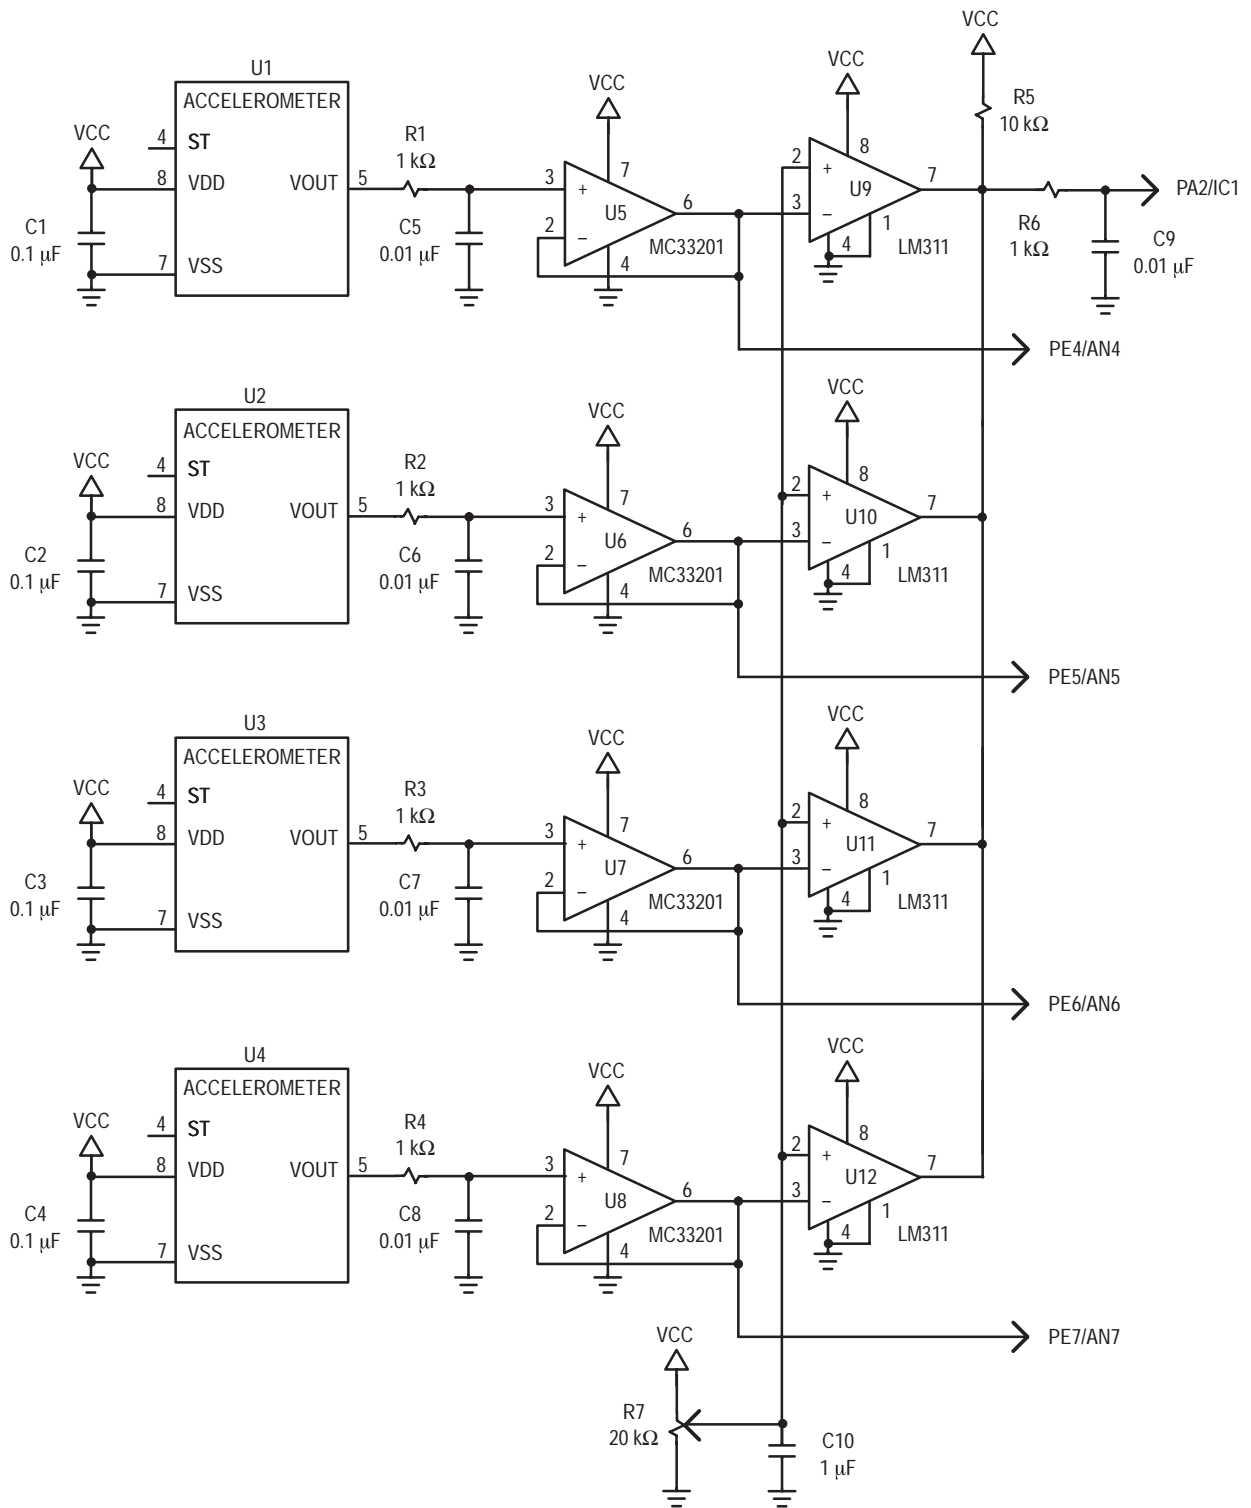 VCC
VCC
U1
VCC
ACCELEROMETER
R5
10 kΩ
VCC
R1
1 kΩ
4
ST
8
2
+
7
8
VDD
VOUT
5
3
+
7
U9
PA2/IC1
6
U5
3
–
C1
0.1 µF
C5
0.01 µF
2
–
1
R6
1 kΩ
C9
0.01 µF
MC33201
4
LM311
7
VSS
4
PE4/AN4
VCC
U2
VCC
ACCELEROMETER
VCC
R2
1 kΩ
4
ST
8
2
+
7
8
VDD
VOUT
5
3
+
7
U10
6
U6
3
–
C2
0.1 µF
C6
0.01 µF
2
–
1
MC33201
4
LM311
7
VSS
4
PE5/AN5
VCC
U3
VCC
ACCELEROMETER
VCC
R3
1 kΩ
4
ST
8
2
+
7
8
VDD
VOUT
5
3
+
7
U11
6
U7
3
–
C3
0.1 µF
C7
0.01 µF
2
–
1
MC33201
4
LM311
7
VSS
4
PE6/AN6
VCC
U4
VCC
ACCELEROMETER
VCC
R4
1 kΩ
4
ST
8
2
+
7
8
VDD
VOUT
5
3
+
7
U12
6
U8
3
–
C4
0.1 µF
C8
0.01 µF
2
–
1
MC33201
4
LM311
7
VSS
4
PE7/AN7
VCC
R7
20 kΩ
C10
1 µF